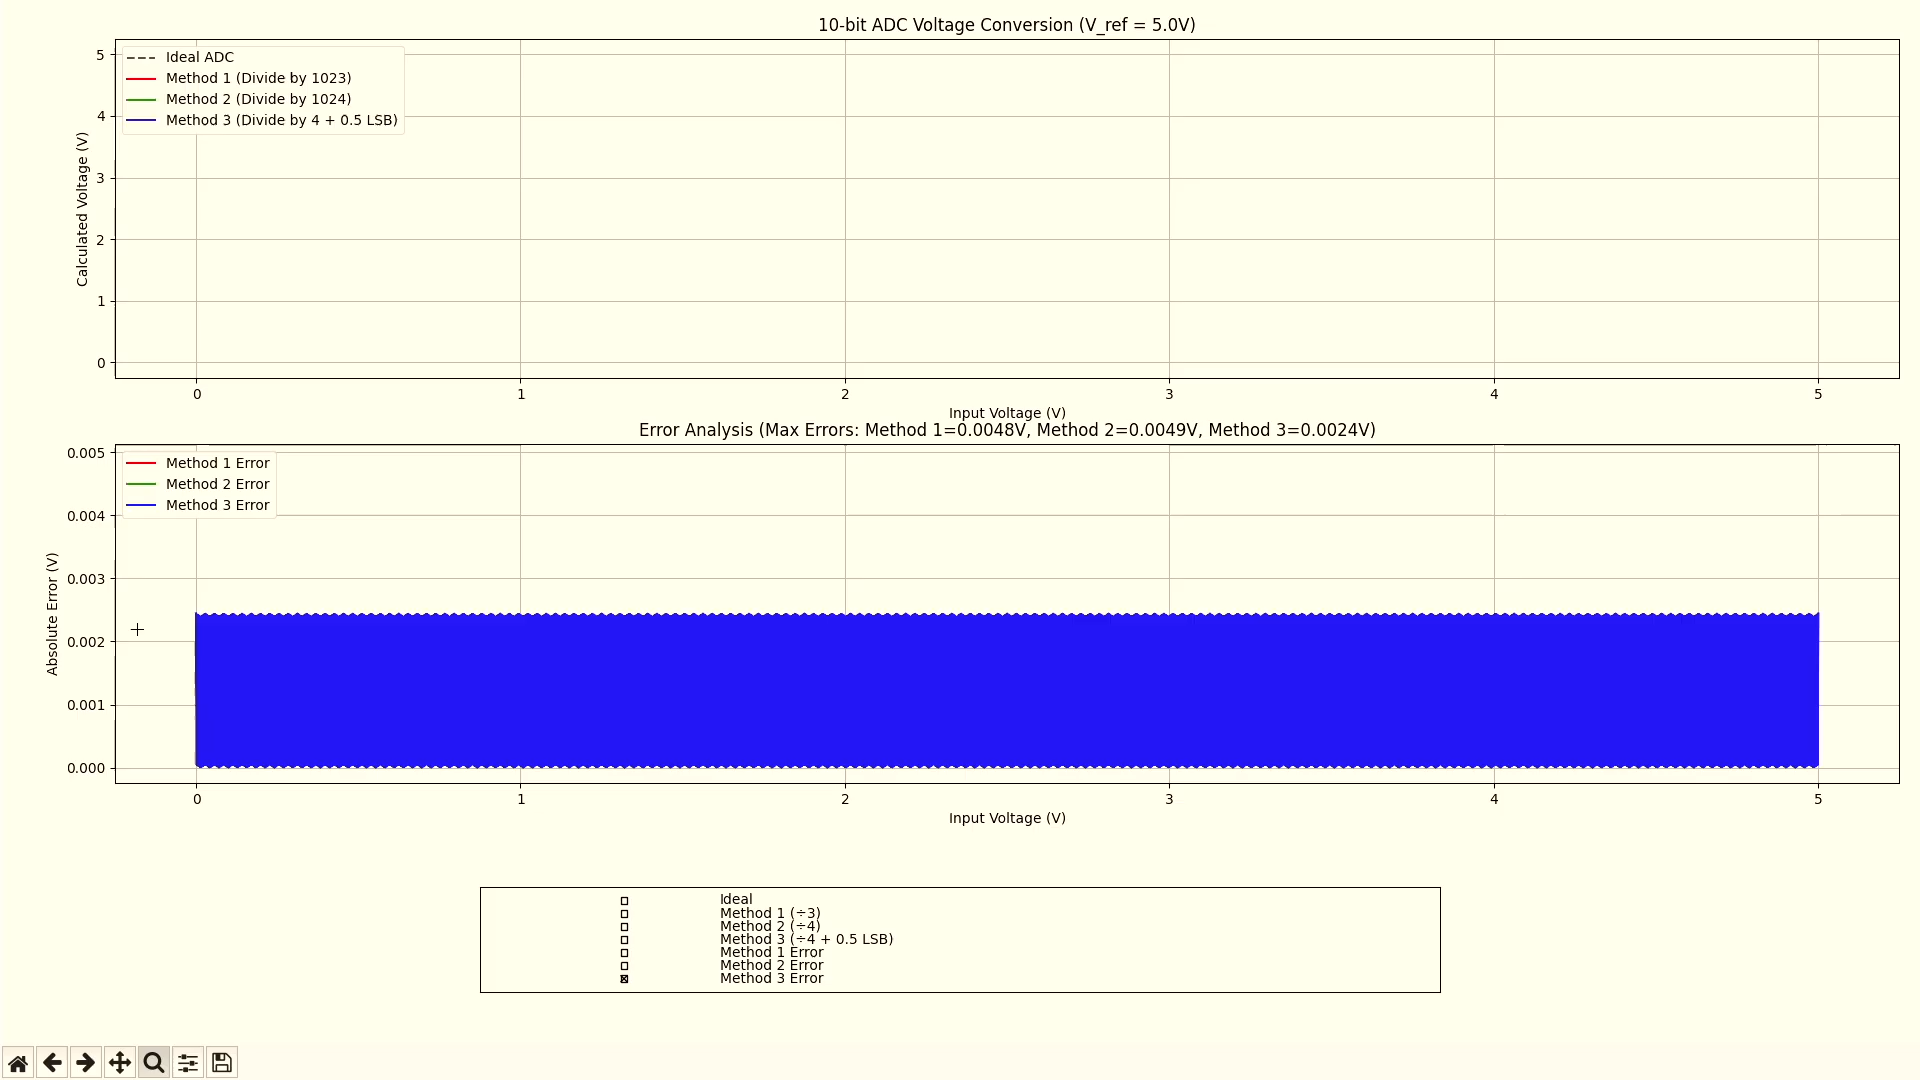 10-bit ADC Voltage Conversion (V_ref = 5.0V)
5
4
3
2
1
0
Calculated Voltage (V)
Ideal ADC
Method 1 (Divide by 1023)
Method 2 (Divide by 1024)
Method 3 (Divide by 4 + 0.5 LSB)
0 1 2 3 4 5
Input Voltage (V)
Error Analysis (Max Errors: Method 1=0.0048V, Method 2=0.0049V, Method 3=0.0024V)
0.005
0.004
0.003
0.002
0.001
0.000
Absolute Error (V)
Method 1 Error
Method 2 Error
Method 3 Error
0 1 2 3 4 5
Input Voltage (V)
Ideal
Method 1 (÷3)
Method 2 (÷4)
Method 3 (÷4 + 0.5 LSB)
Method 1 Error
Method 2 Error
Method 3 Error